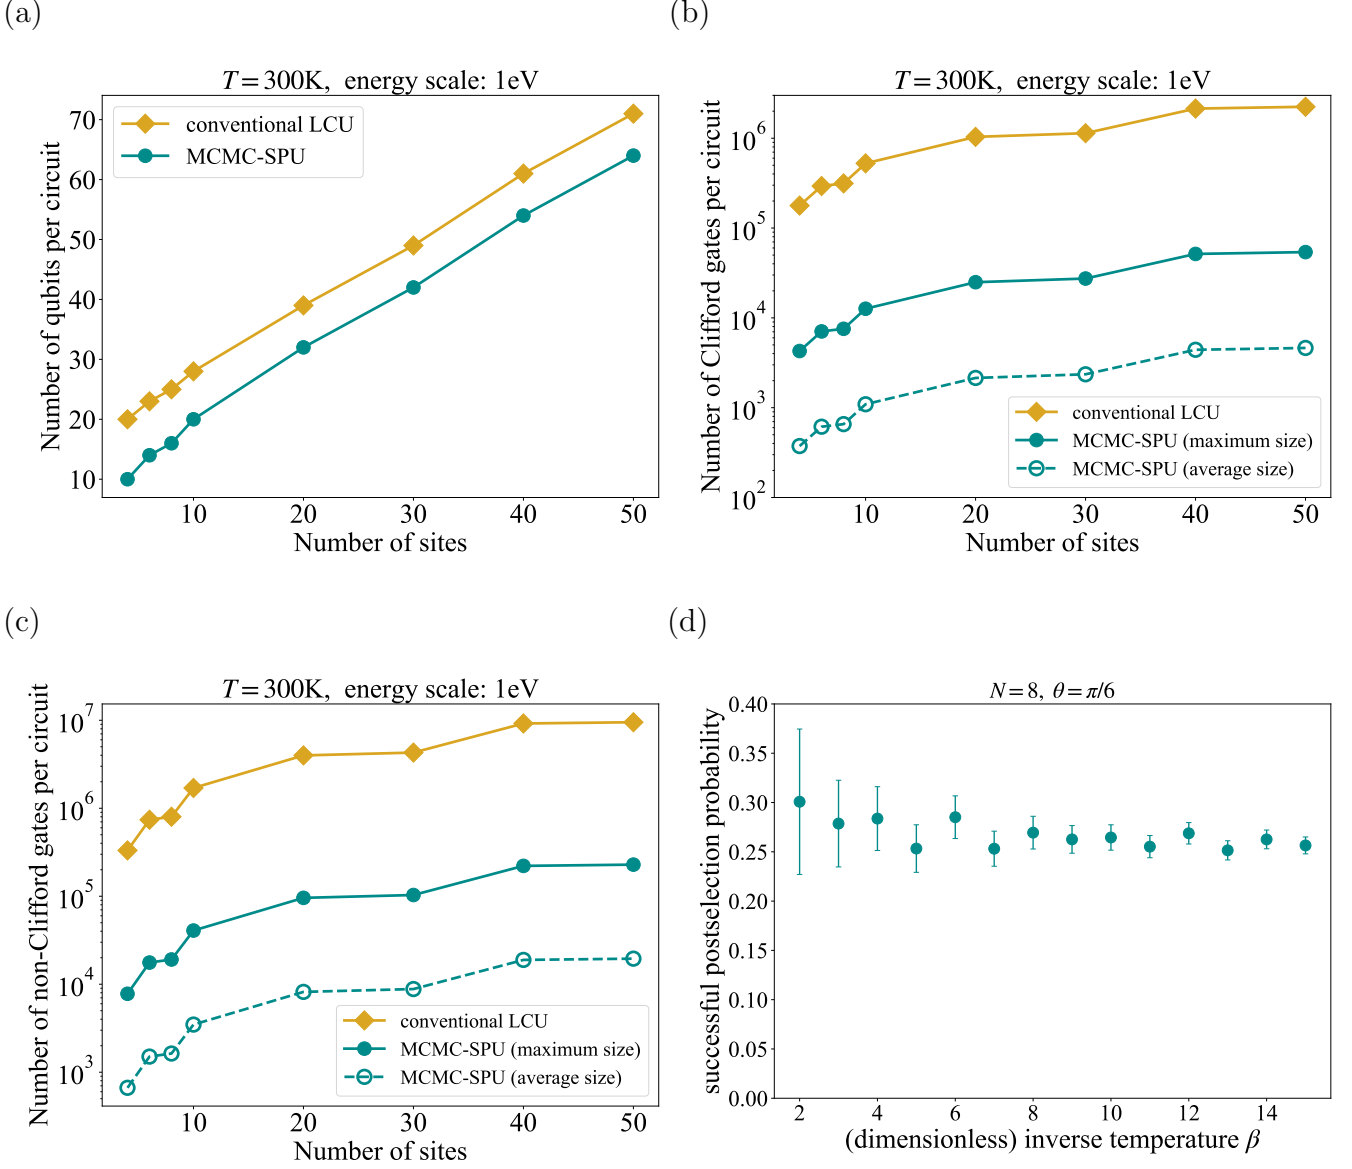 (a)
T = 300K, energy scale: 1eV
conventional LCU
MCMC-SPU
Number of qubits per circuit
70
60
50
40
30
20
10
10 20 30 40 50
Number of sites
(b)
T = 300K, energy scale: 1eV
Number of Clifford gates per circuit
10^6
10^5
10^4
10^3
10^2
conventional LCU
MCMC-SPU (maximum size)
MCMC-SPU (average size)
10 20 30 40 50
Number of sites
(c)
T = 300K, energy scale: 1eV
Number of non-Clifford gates per circuit
10^7
10^6
10^5
10^4
10^3
conventional LCU
MCMC-SPU (maximum size)
MCMC-SPU (average size)
10 20 30 40 50
Number of sites
(d)
N = 8, θ = π/6
successful postselection probability
0.40
0.35
0.30
0.25
0.20
0.15
0.10
0.05
0.00
2 4 6 8 10 12 14
(dimensionless) inverse temperature β